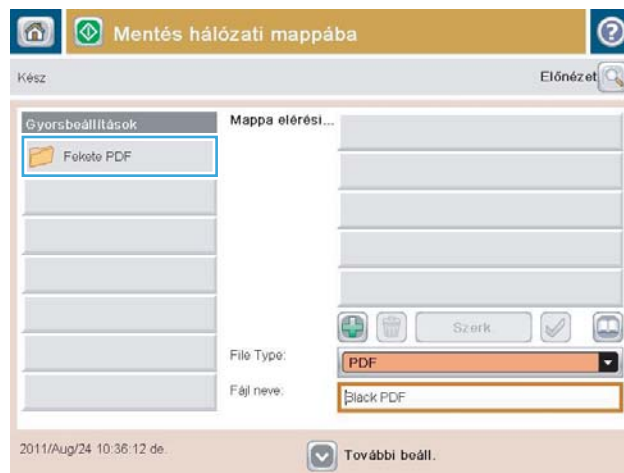 Mentés hálózati mappába
Kész
Előnézet
Gyorsbeállítások
Fekete PDF
Mappa elérési...
Szerk
File Type:
PDF
Fájl neve:
Black PDF
2011/Aug/24 10:36:12 de.
További beáll.